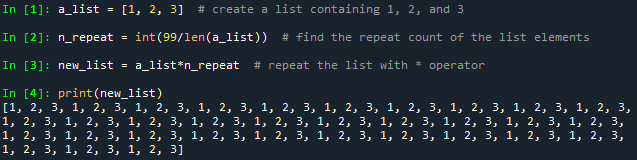 In [1]: a_list = [1, 2, 3]  # create a list containing 1, 2, and 3
In [2]: n_repeat = int(99/len(a_list))  # find the repeat count of the list elements
In [3]: new_list = a_list*n_repeat  # repeat the list with * operator
In [4]: print(new_list)
[1, 2, 3, 1, 2, 3, 1, 2, 3, 1, 2, 3, 1, 2, 3, 1, 2, 3, 1, 2, 3, 1, 2, 3, 1, 2, 3, 1, 2, 3,
1, 2, 3, 1, 2, 3, 1, 2, 3, 1, 2, 3, 1, 2, 3, 1, 2, 3, 1, 2, 3, 1, 2, 3, 1, 2, 3, 1, 2, 3,
1, 2, 3, 1, 2, 3, 1, 2, 3, 1, 2, 3, 1, 2, 3, 1, 2, 3, 1, 2, 3, 1, 2, 3, 1, 2, 3, 1, 2, 3,
1, 2, 3, 1, 2, 3, 1, 2, 3]